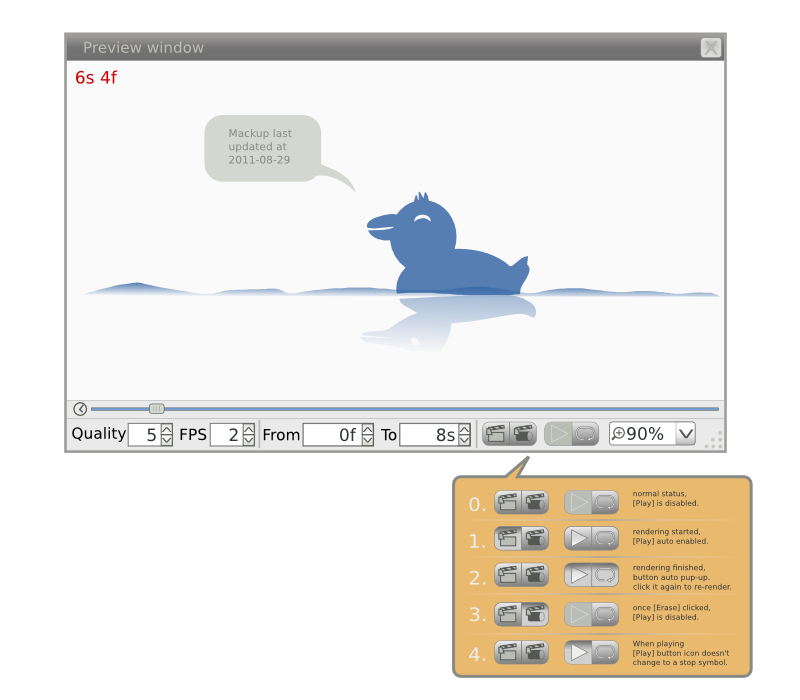 Preview window
6s 4f
Mackup last
updated at
2011-08-29
Quality 5 FPS 2 From 0f To 8s 90%
0. normal status,
[Play] is disabled.
1. rendering started,
[Play] auto enabled.
2. rendering finished,
button auto pup-up.
click it again to re-render.
3. once [Erase] clicked,
[Play] is disabled.
4. When playing
[Play] button icon doesn't
change to a stop symbol.